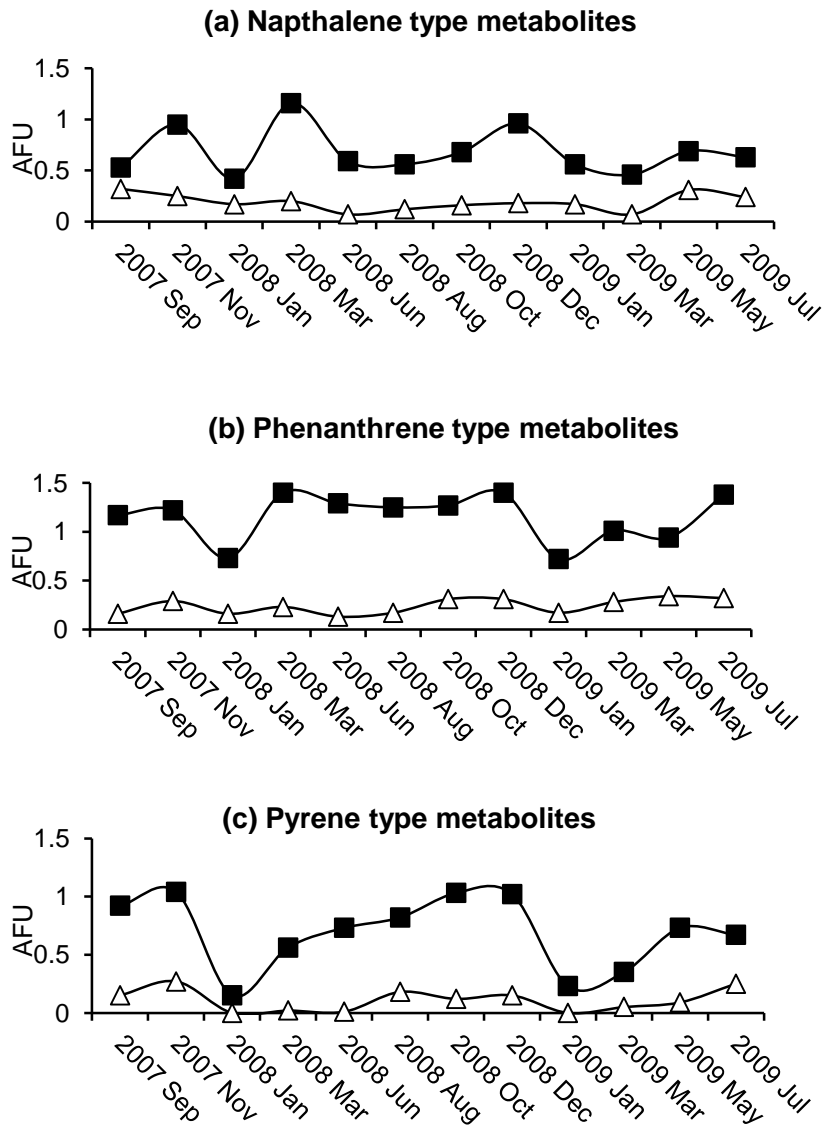 (a) Napthalene type metabolites
1.5
1
0.5
0
AFU
2007 Sep
2007 Nov
2008 Jan
2008 Mar
2008 Jun
2008 Aug
2008 Oct
2008 Dec
2009 Jan
2009 Mar
2009 May
2009 Jul
(b) Phenanthrene type metabolites
1.5
1
0.5
0
AFU
2007 Sep
2007 Nov
2008 Jan
2008 Mar
2008 Jun
2008 Aug
2008 Oct
2008 Dec
2009 Jan
2009 Mar
2009 May
2009 Jul
(c) Pyrene type metabolites
1.5
1
0.5
0
AFU
2007 Sep
2007 Nov
2008 Jan
2008 Mar
2008 Jun
2008 Aug
2008 Oct
2008 Dec
2009 Jan
2009 Mar
2009 May
2009 Jul